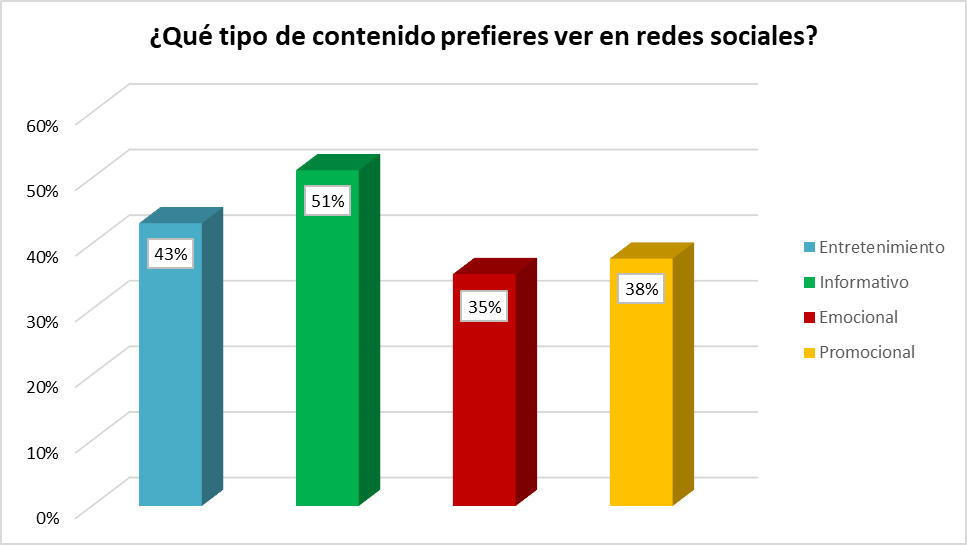 ¿Qué tipo de contenido prefieres ver en redes sociales?
60%
50%
40%
30%
20%
10%
0%
43%
51%
35%
38%
Entretenimiento
Informativo
Emocional
Promocional